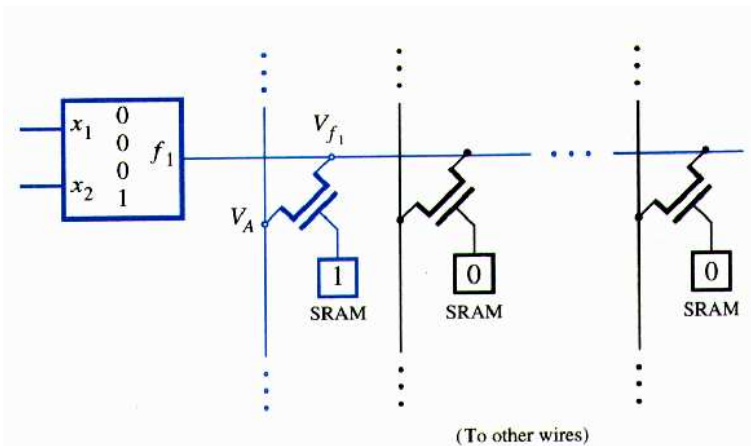 x1 0
0
f1
0
x2 1
Vf1
VA
1
0
0
SRAM
SRAM
SRAM
(To other wires)